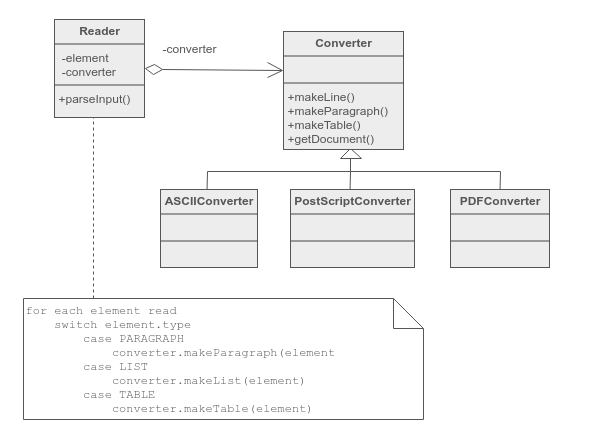 Reader
-element
-converter
+parseInput()
-converter
Converter
+makeLine()
+makeParagraph()
+makeTable()
+getDocument()
ASCIIConverter
PostScriptConverter
PDFConverter
for each element read
switch element.type
case PARAGRAPH
converter.makeParagraph(element
case LIST
converter.makeList(element)
case TABLE
converter.makeTable(element)